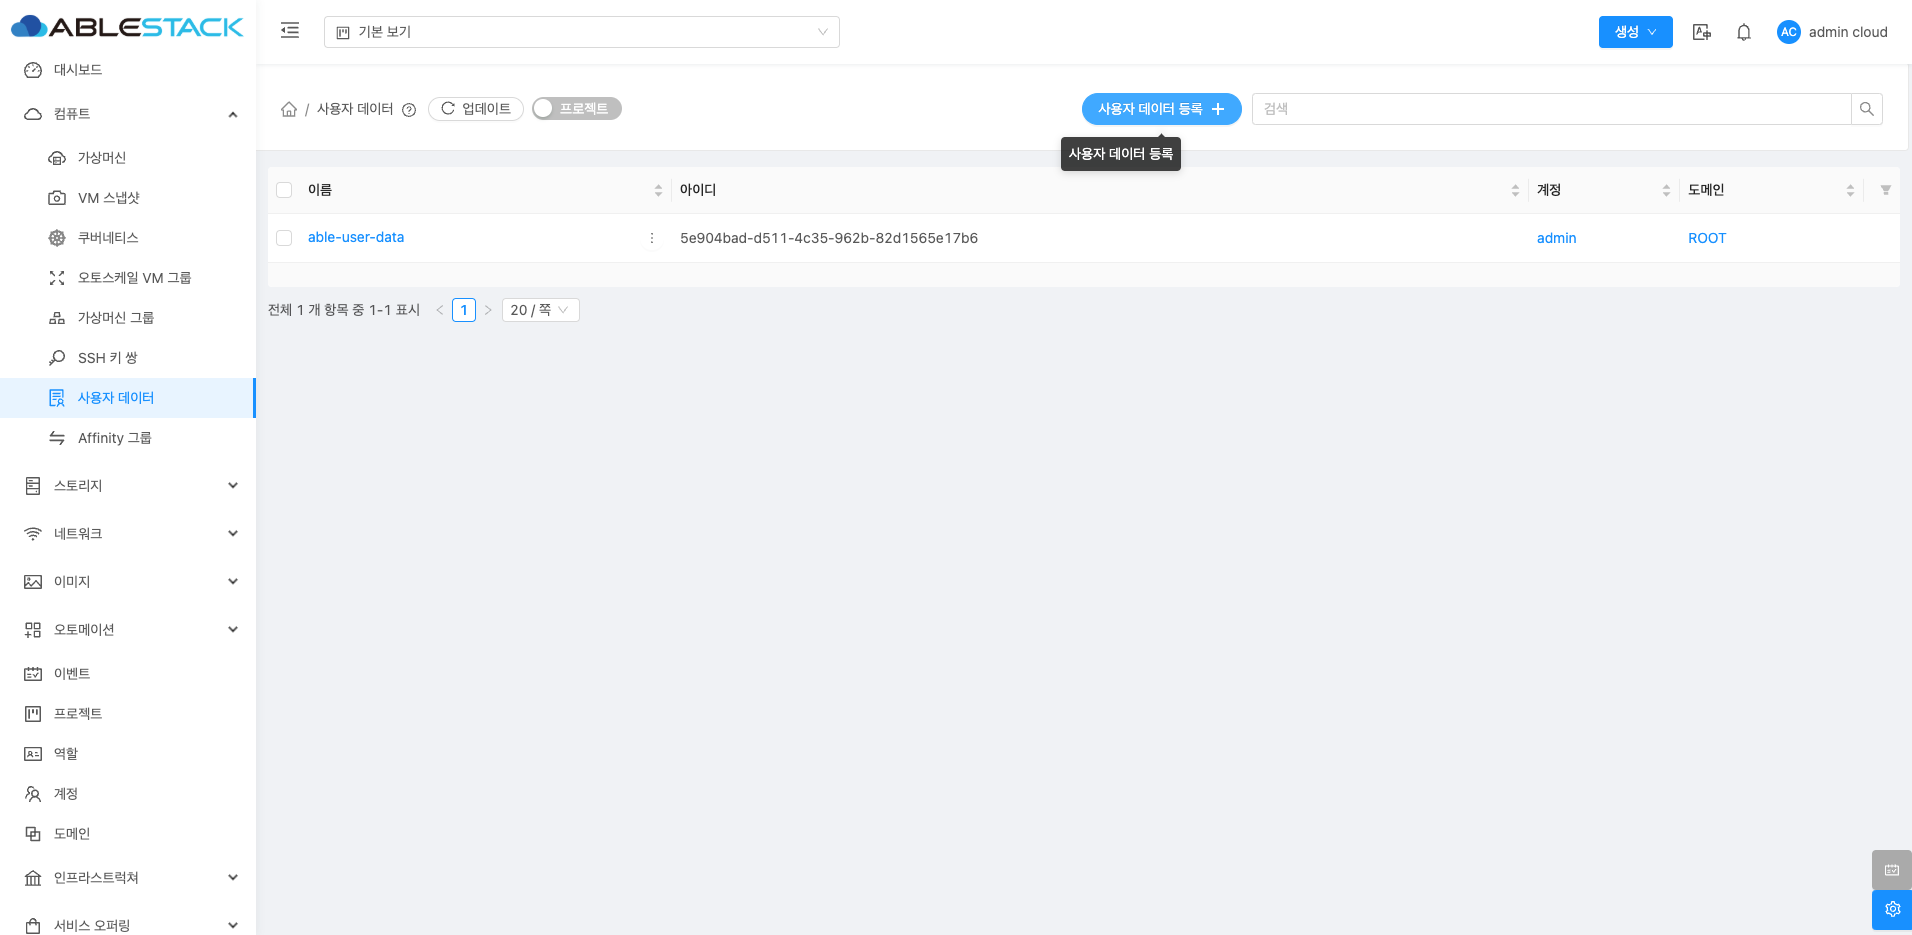 ABLESTACK
기본 보기
생성
AC
admin cloud
대시보드
컴퓨트
가상머신
VM 스냅샷
쿠버네티스
오토스케일 VM 그룹
가상머신 그룹
SSH 키 쌍
사용자 데이터
Affinity 그룹
스토리지
네트워크
이미지
오토메이션
이벤트
프로젝트
역할
계정
도메인
인프라스트럭쳐
서비스 오퍼링
/ 사용자 데이터
업데이트
프로젝트
사용자 데이터 등록
검색
사용자 데이터 등록
이름 아이디 계정 도메인
able-user-data 5e904bad-d511-4c35-962b-82d1565e17b6 admin ROOT
전체 1 개 항목 중 1-1 표시 1 20 / 쪽